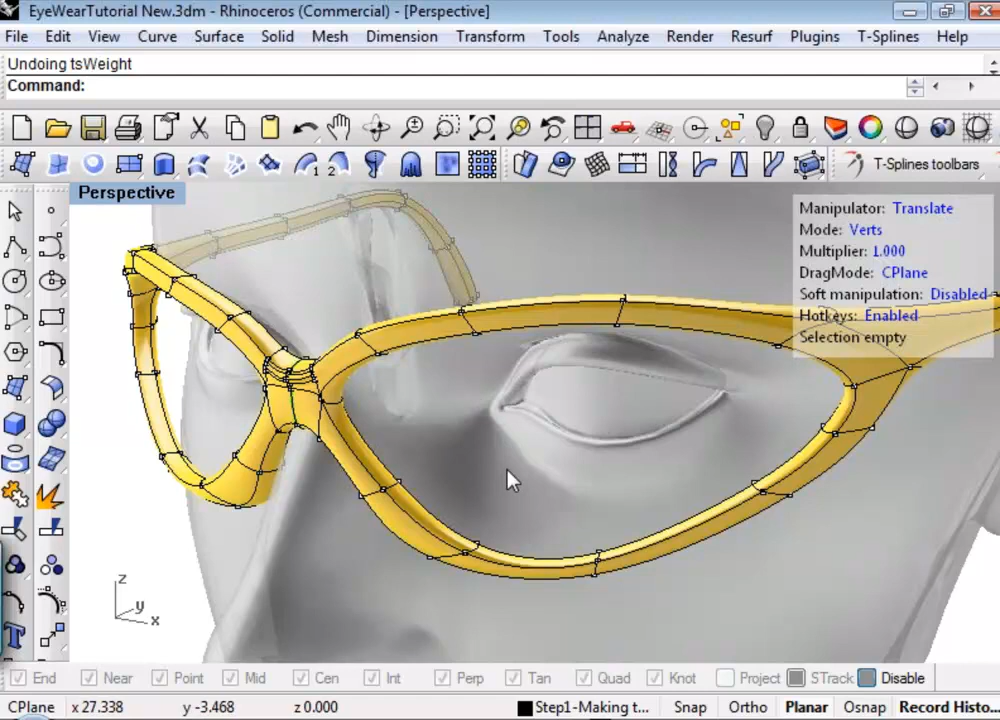 EyeWearTutorial New.3dm - Rhinoceros (Commercial) - [Perspective]
File Edit View Curve Surface Solid Mesh Dimension Transform Tools Analyze Render Resurf Plugins T-Splines Help
Undoing tsWeight
Command:
1 2 T-Splines toolbars
Perspective
Manipulator: Translate
Mode: Verts
Multiplier: 1.000
DragMode: CPlane
Soft manipulation: Disabled
Hotkeys: Enabled
Selection empty
T
z
y
x
End Near Point Mid Cen Int Perp Tan Quad Knot Project STrack Disable
CPlane x 27.338 y -3.468 z 0.000 Step1-Making t... Snap Ortho Planar Osnap Record Histo...